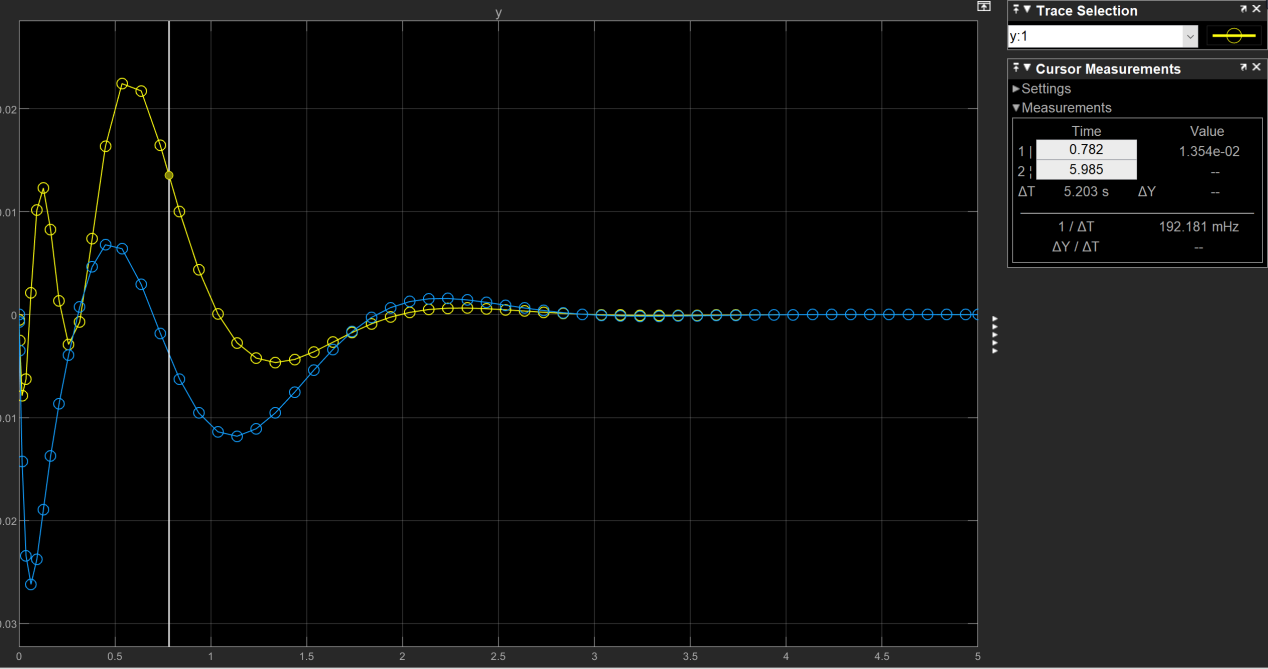 y
0.02
0.01
0
0.01
0.02
0.03
0 0.5 1 1.5 2 2.5 3 3.5 4 4.5 5
Trace Selection
y:1
Cursor Measurements
Settings
Measurements
Time Value
1 | 0.782 1.354e-02
2 ¦ 5.985 --
ΔT 5.203 s ΔY --
1 / ΔT 192.181 mHz
ΔY / ΔT --